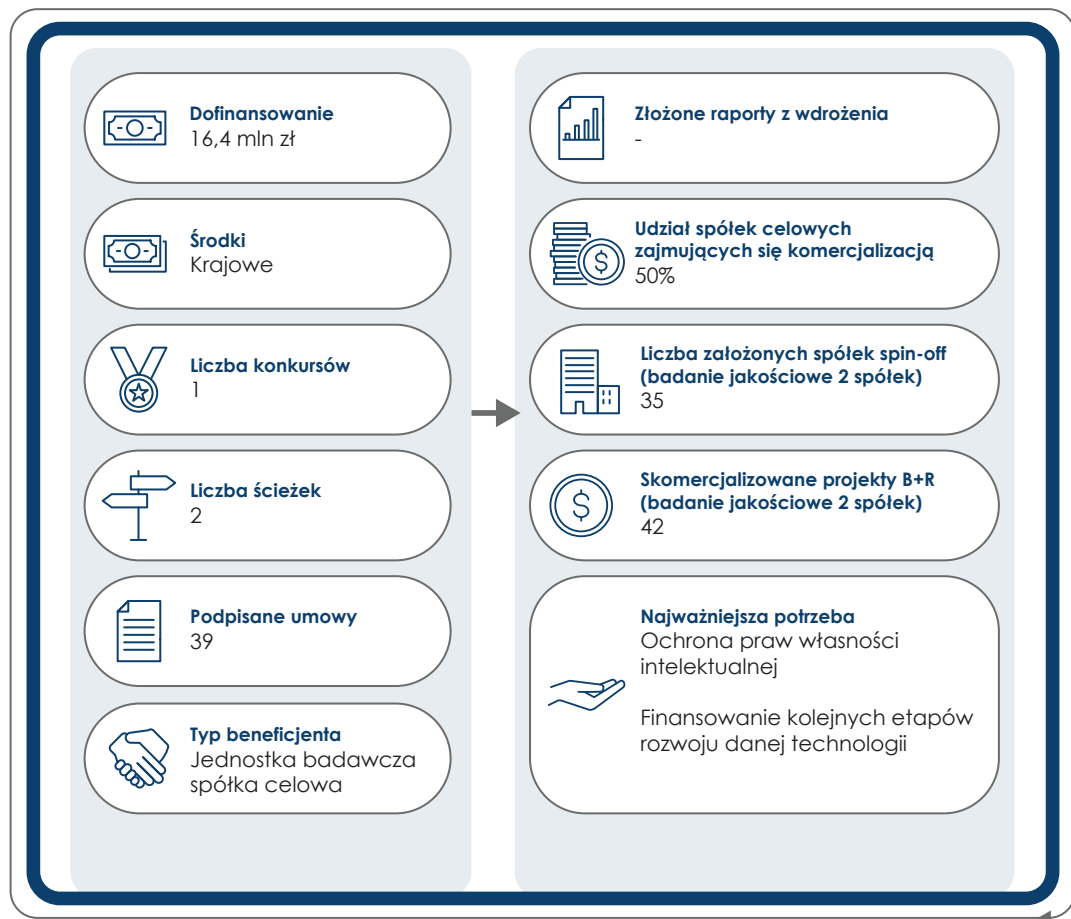 Dofinansowanie
16,4 mln zł
Środki
Krajowe
Liczba konkursów
1
Liczba ścieżek
2
Podpisane umowy
39
Typ beneficjenta
Jednostka badawcza
spółka celowa
Złożone raporty z wdrożenia
-
Udział spółek celowych
zajmujących się komercjalizacją
50%
Liczba założonych spółek spin-off
(badanie jakościowe 2 spółek)
35
Skomercjalizowane projekty B+R
(badanie jakościowe 2 spółek)
42
Najważniejsza potrzeba
Ochrona praw własności
intelektualnej
Finansowanie kolejnych etapów
rozwoju danej technologii